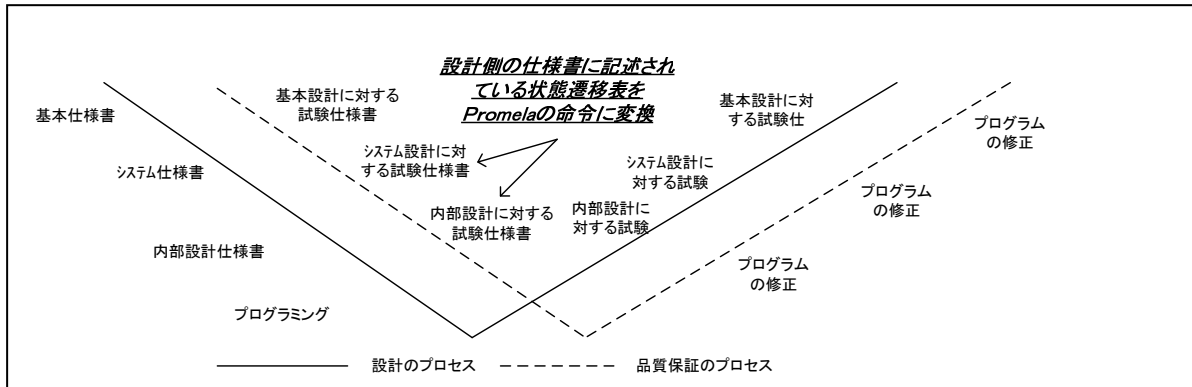 設計側の仕様書に記述され
ている状態遷移表を
Promelaの命令に変換
基本仕様書
基本設計に対する
試験仕様書
基本設計に対
する試験仕
プログラム
の修正
システム仕様書
システム設計に対
する試験仕様書
システム設計に
対する試験
プログラム
の修正
内部設計仕様書
内部設計に対する
試験仕様書
内部設計に
対する試験
プログラム
の修正
プログラミング
設計のプロセス
品質保証のプロセス